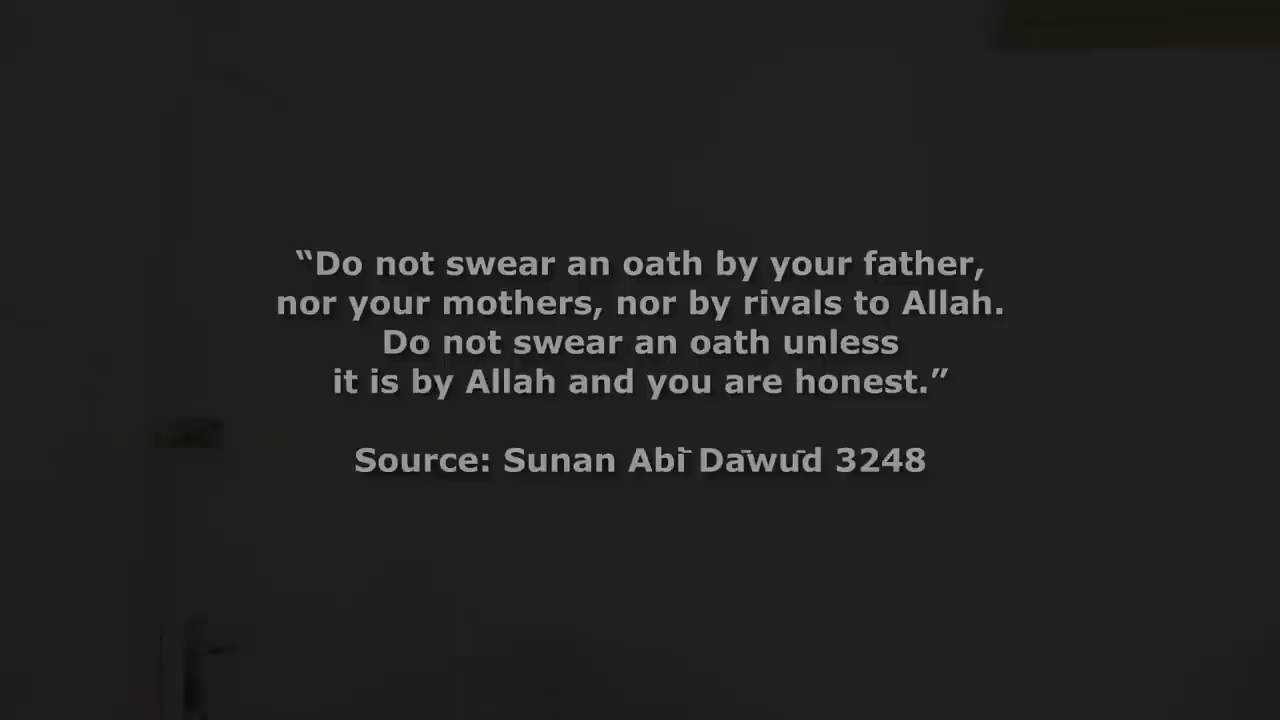 “Do not swear an oath by your father,
nor your mothers, nor by rivals to Allah.
Do not swear an oath unless
it is by Allah and you are honest.”
Source: Sunan Abī Dāwūd 3248